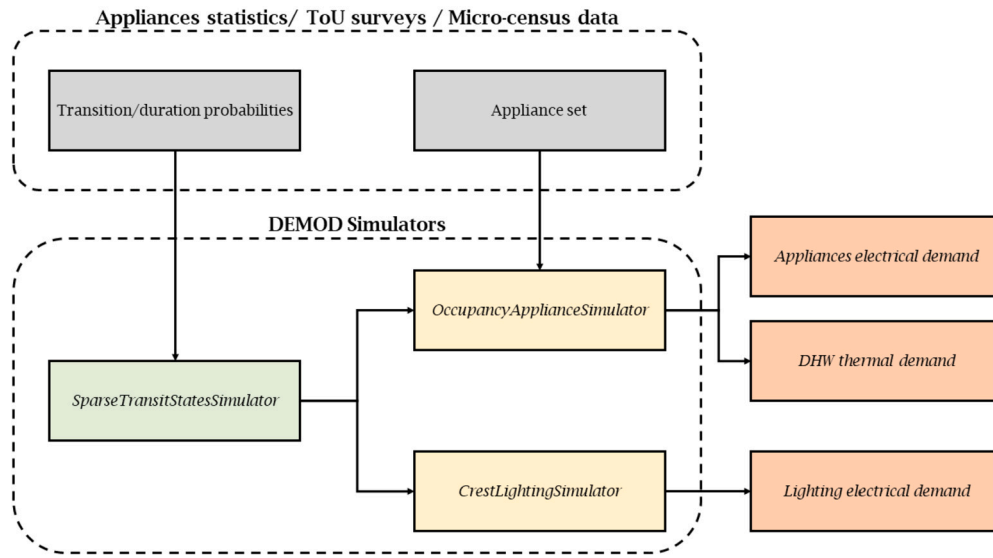 Appliances statistics/ ToU surveys / Micro-census data
Transition/duration probabilities
Appliance set
DEMOD Simulators
Appliances electrical demand
OccupancyApplianceSimulator
DHW thermal demand
SparseTransitStatesSimulator
CrestLightingSimulator
Lighting electrical demand